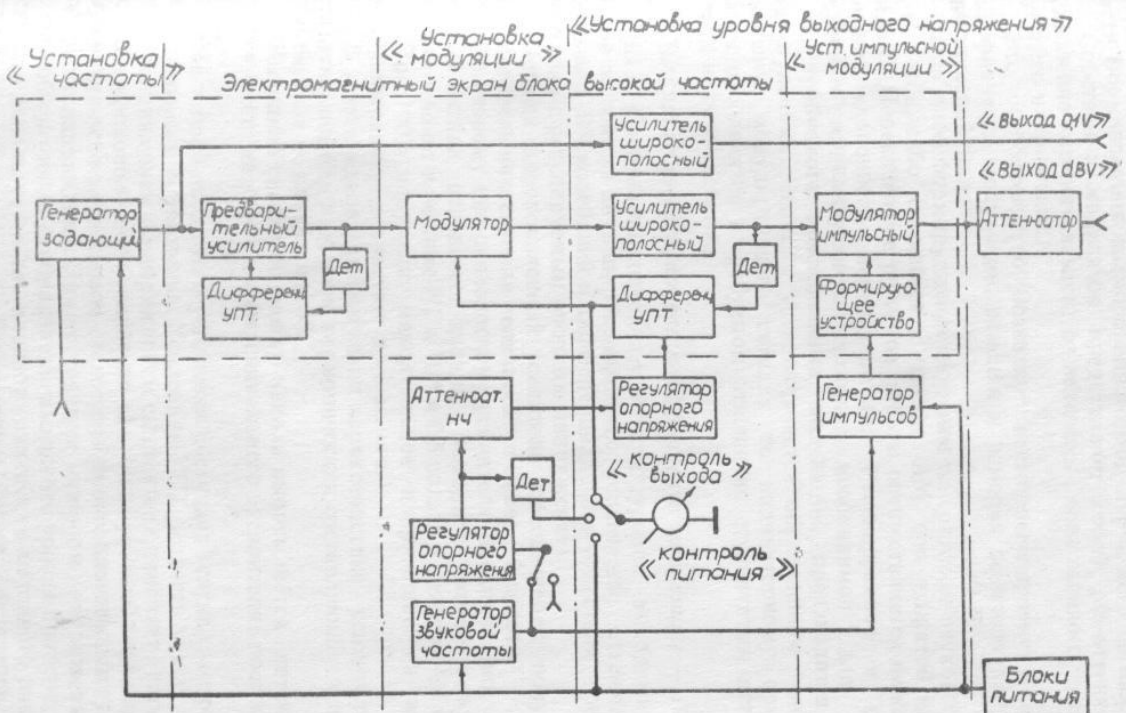 «Установка уровня выходного напряжения»
«Установка
частоты»
«Установка
модуляции»
«Уст. импульсной
модуляции»
Электромагнитный экран блока высокой частоты
Усилитель
широко-
полосный
«Выход 0,1V»
«Выход dBV»
Генератор
задающий
Предвари-
тельный
усилитель
Модулятор
Усилитель
широко-
полосный
Модулятор
импульсный
Аттенюатор
Дет
Дет
Дифференц
УПТ.
Дифференц
УПТ
Формирую-
щее
устройство
Аттенюат.
НЧ
Регулятор
опорного
напряжения
Генератор
импульсов
Дет
«контроль
выхода»
Регулятор
опорного
напряжения
«контроль
питания»
Генератор
звуковой
частоты
Блоки
питания